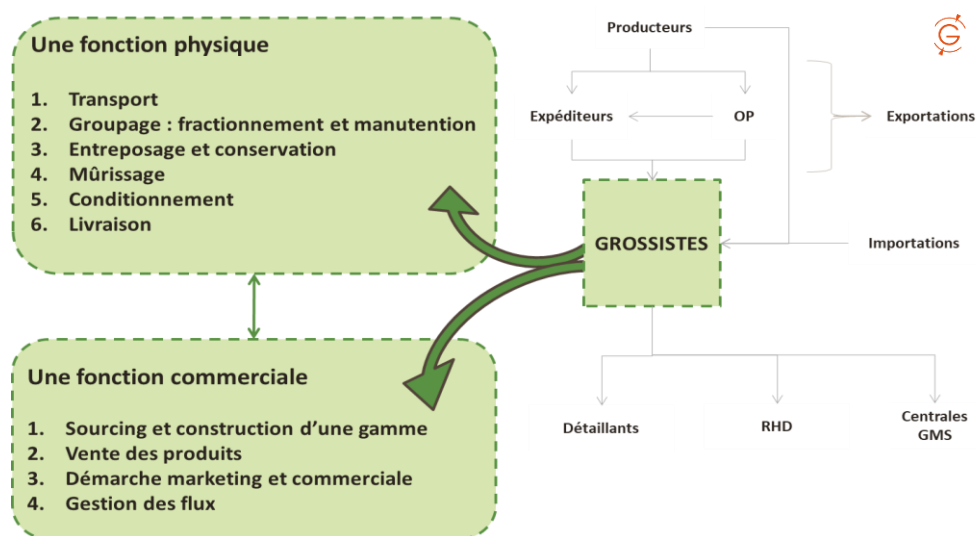 Une fonction physique
1. Transport
2. Groupage : fractionnement et manutention
3. Entreposage et conservation
4. Mûrissage
5. Conditionnement
6. Livraison
Une fonction commerciale
1. Sourcing et construction d'une gamme
2. Vente des produits
3. Démarche marketing et commerciale
4. Gestion des flux
Producteurs
G
Expéditeurs
OP
Exportations
GROSSISTES
Importations
Détaillants
RHD
Centrales
GMS